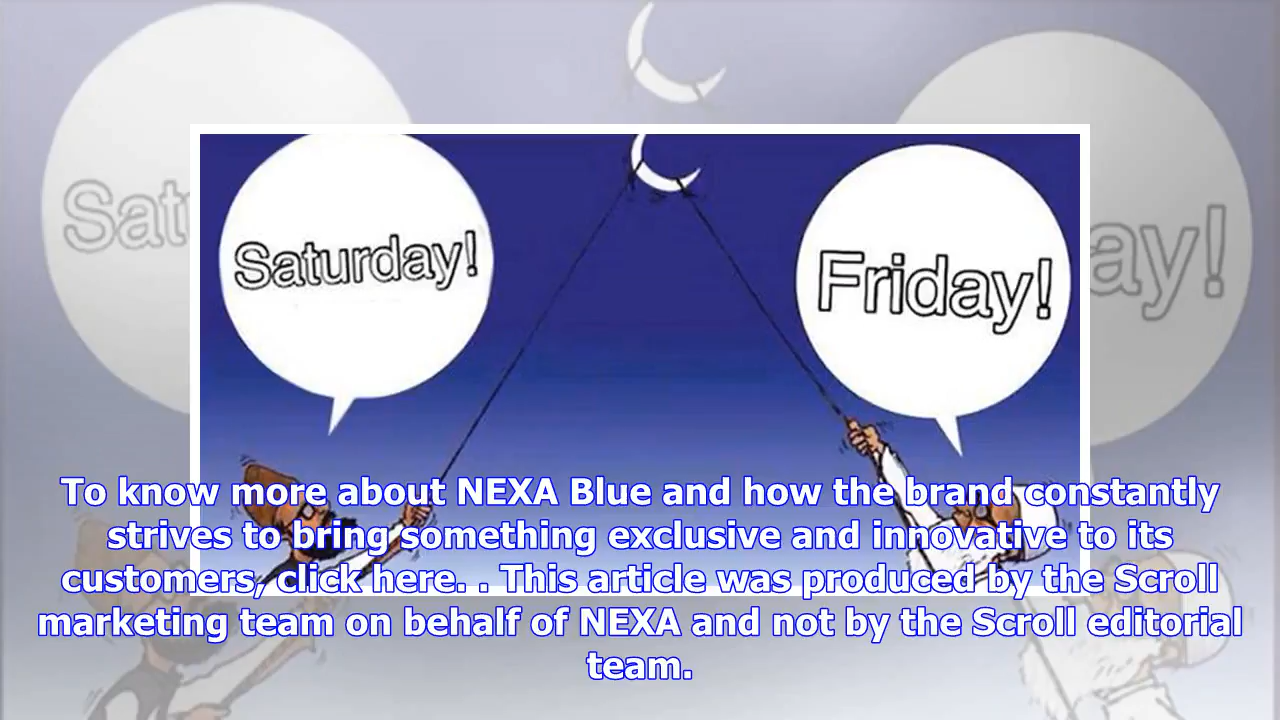 Saturday!
Friday!
Sat
ay!
To know more about NEXA Blue and how the brand constantly
strives to bring something exclusive and innovative to its
customers, click here. . This article was produced by the Scroll
marketing team on behalf of NEXA and not by the Scroll editorial
team.